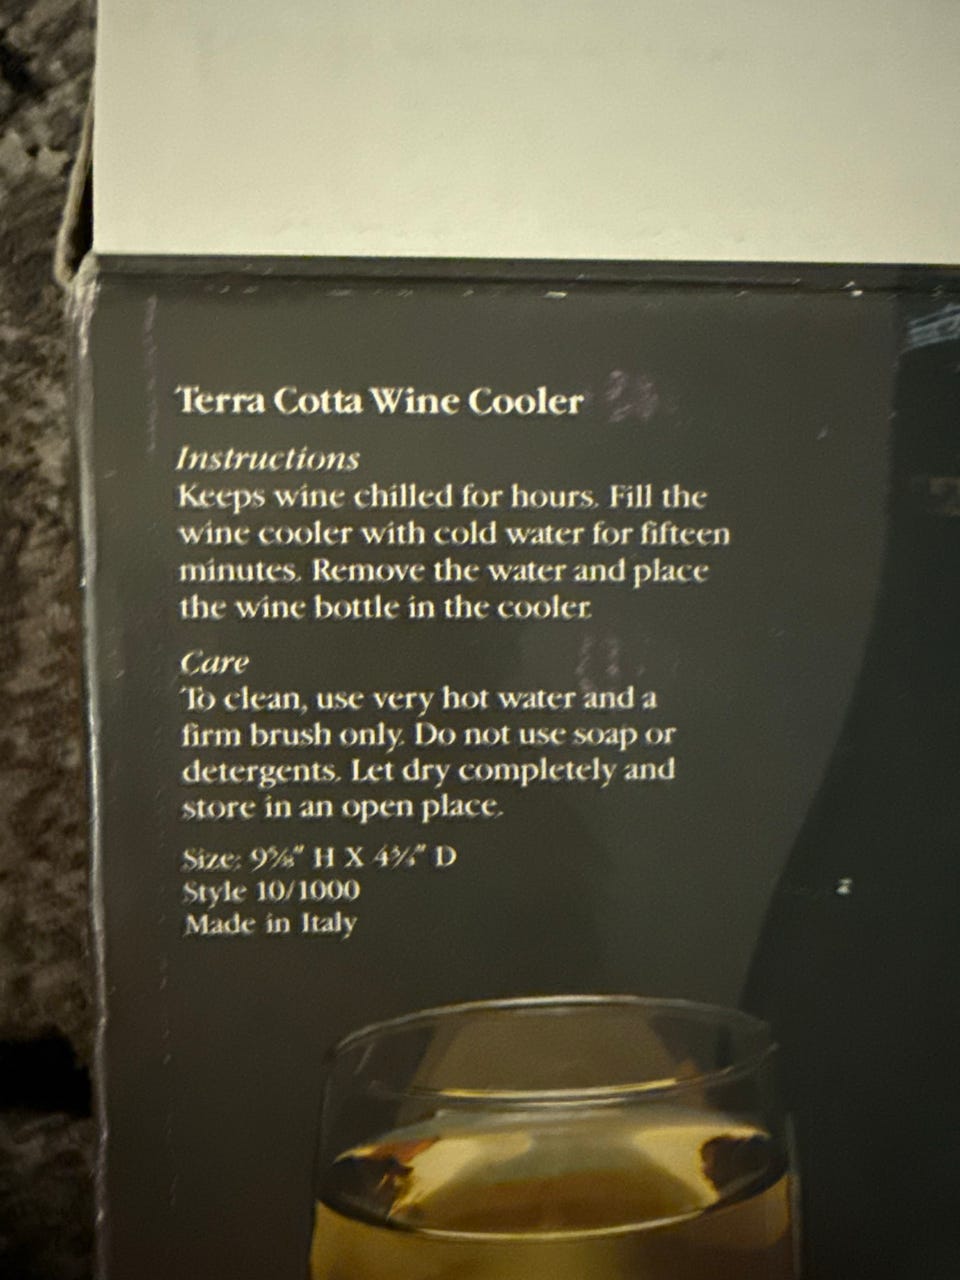 Terra Cotta Wine Cooler
Instructions
Keeps wine chilled for hours. Fill the
wine cooler with cold water for fifteen
minutes. Remove the water and place
the wine bottle in the cooler.
Care
To clean, use very hot water and a
firm brush only. Do not use soap or
detergents. Let dry completely and
store in an open place.
Size: 9⅝" H X 4¾" D
Style 10/1000
Made in Italy